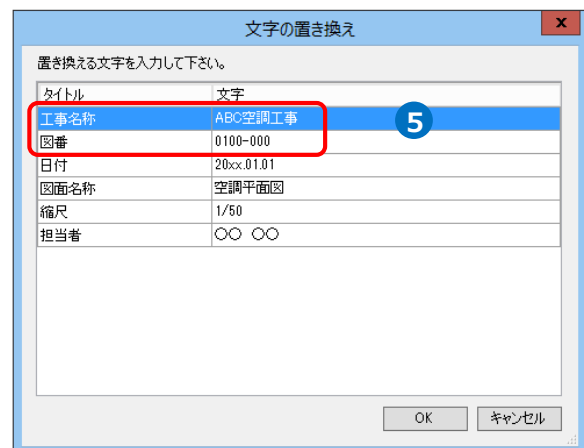 文字の置き換え x
置き換える文字を入力して下さい。
タイトル 文字
工事名称 ABC空調工事 5
図番 0100-000
日付 20xx.01.01
図面名称 空調平面図
縮尺 1/50
担当者 〇〇 〇〇
OK キャンセル